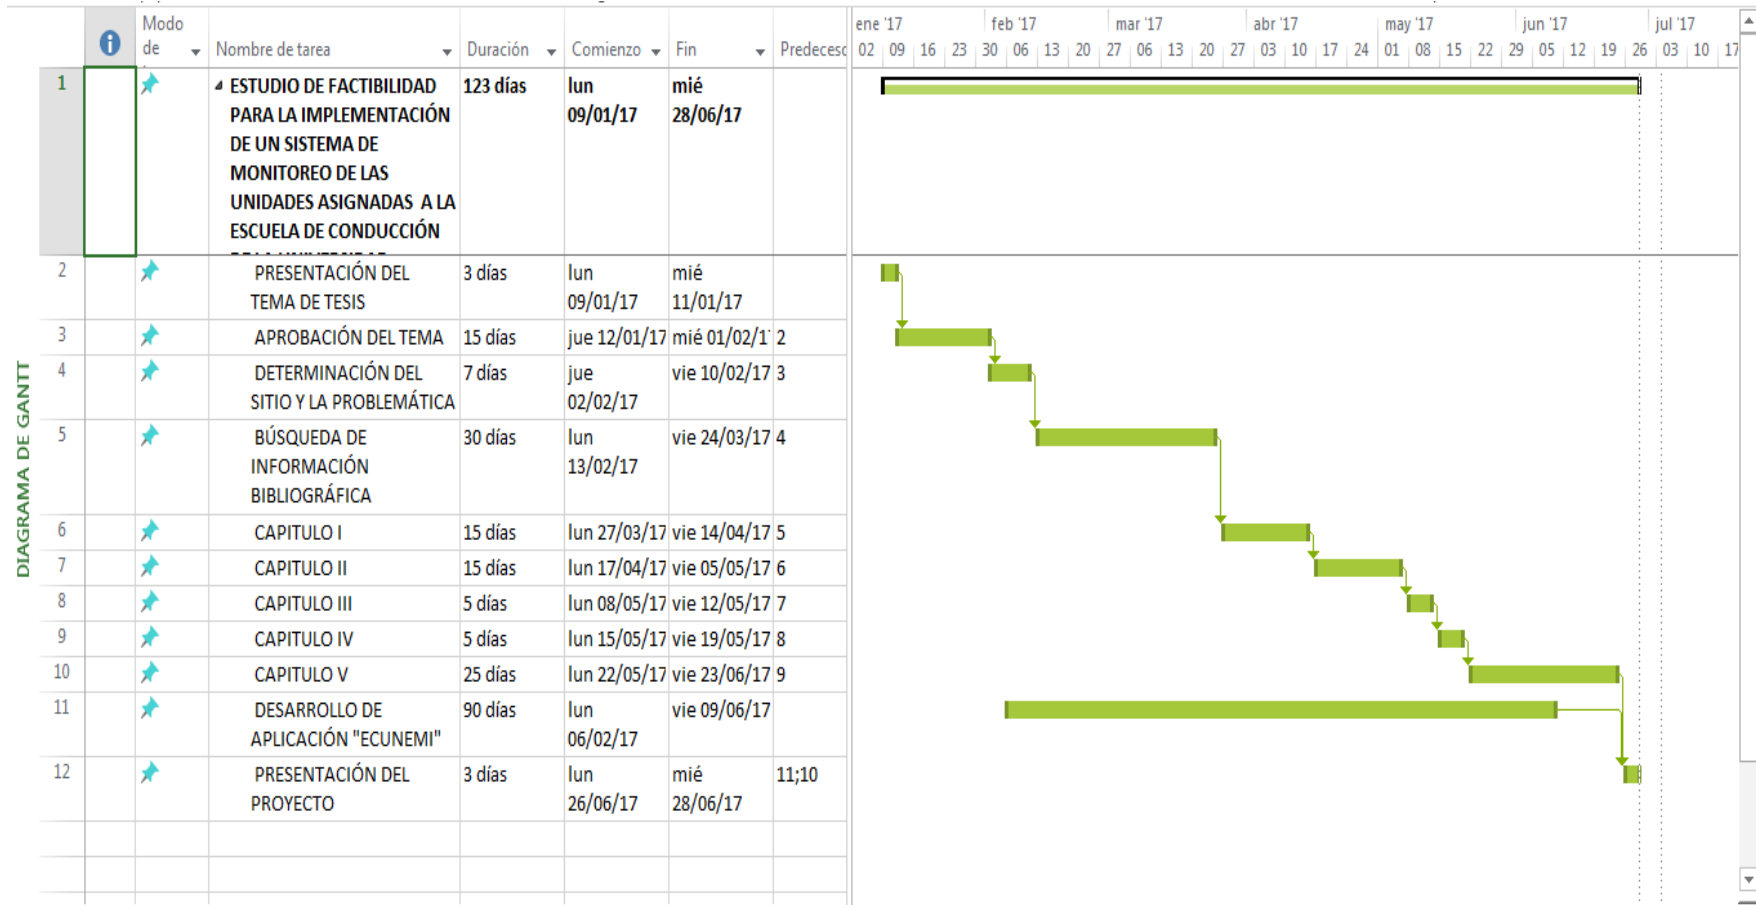 ene '17 feb '17 mar '17 abr '17 may '17 jun '17 jul '17
Modo
de Nombre de tarea Duración Comienzo Fin Predecesc
02 09 16 23 30 06 13 20 27 06 13 20 27 03 10 17 24 01 08 15 22 29 05 12 19 26 03 10 17
1 ESTUDIO DE FACTIBILIDAD 123 días lun mié
PARA LA IMPLEMENTACIÓN 09/01/17 28/06/17
DE UN SISTEMA DE
MONITOREO DE LAS
UNIDADES ASIGNADAS A LA
ESCUELA DE CONDUCCIÓN
2 PRESENTACIÓN DEL 3 días lun mié
TEMA DE TESIS 09/01/17 11/01/17
3 APROBACIÓN DEL TEMA 15 días jue 12/01/17 mié 01/02/1 2
4 DETERMINACIÓN DEL 7 días jue vie 10/02/17 3
SITIO Y LA PROBLEMÁTICA 02/02/17
5 BÚSQUEDA DE 30 días lun vie 24/03/17 4
INFORMACIÓN 13/02/17
BIBLIOGRÁFICA
6 CAPITULO I 15 días lun 27/03/17 vie 14/04/17 5
7 CAPITULO II 15 días lun 17/04/17 vie 05/05/17 6
8 CAPITULO III 5 días lun 08/05/17 vie 12/05/17 7
9 CAPITULO IV 5 días lun 15/05/17 vie 19/05/17 8
10 CAPITULO V 25 días lun 22/05/17 vie 23/06/17 9
11 DESARROLLO DE 90 días lun vie 09/06/17
APLICACIÓN "ECUNEMI" 06/02/17
12 PRESENTACIÓN DEL 3 días lun mié 11;10
PROYECTO 26/06/17 28/06/17
DIAGRAMA DE GANTT